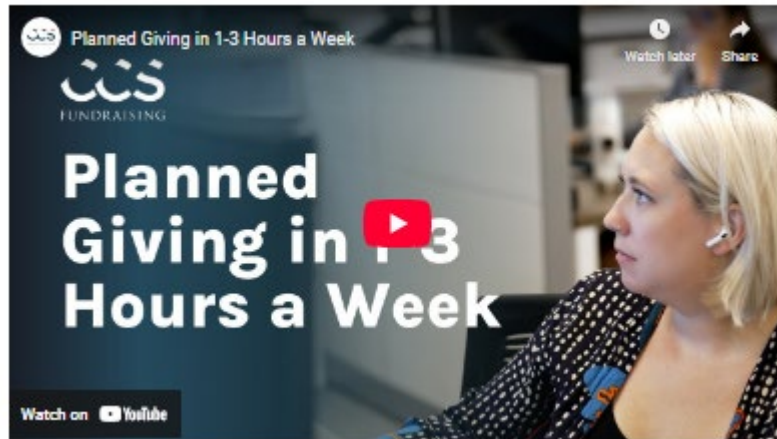 Planned Giving in 1-3 Hours a Week
Watch later
Share
CCS
FUNDRAISING
Planned
Giving in 1-3
Hours a Week
Watch on YouTube